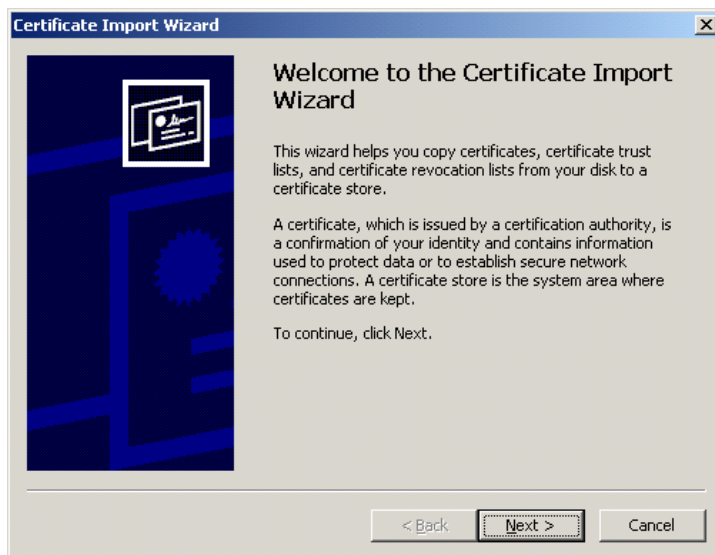 Certificate Import Wizard
Welcome to the Certificate Import
Wizard
This wizard helps you copy certificates, certificate trust
lists, and certificate revocation lists from your disk to a
certificate store.
A certificate, which is issued by a certification authority, is
a confirmation of your identity and contains information
used to protect data or to establish secure network
connections. A certificate store is the system area where
certificates are kept.
To continue, click Next.
< Back Next > Cancel